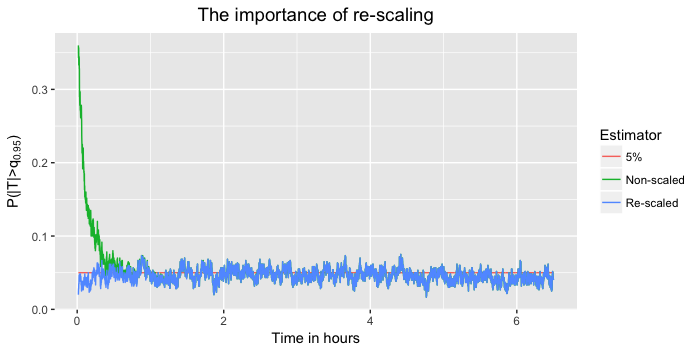 The importance of re-scaling
P(|T|>q0.95)
0.3
0.2
0.1
0.0
0
2
4
6
Time in hours
Estimator
5%
Non-scaled
Re-scaled